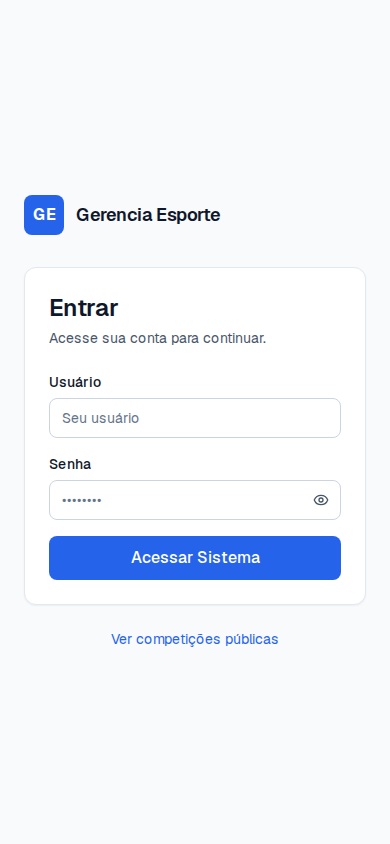 GE
Gerencia Esporte
Entrar
Acesse sua conta para continuar.
Usuário
Seu usuário
Senha
••••••••
Acessar Sistema
Ver competições públicas